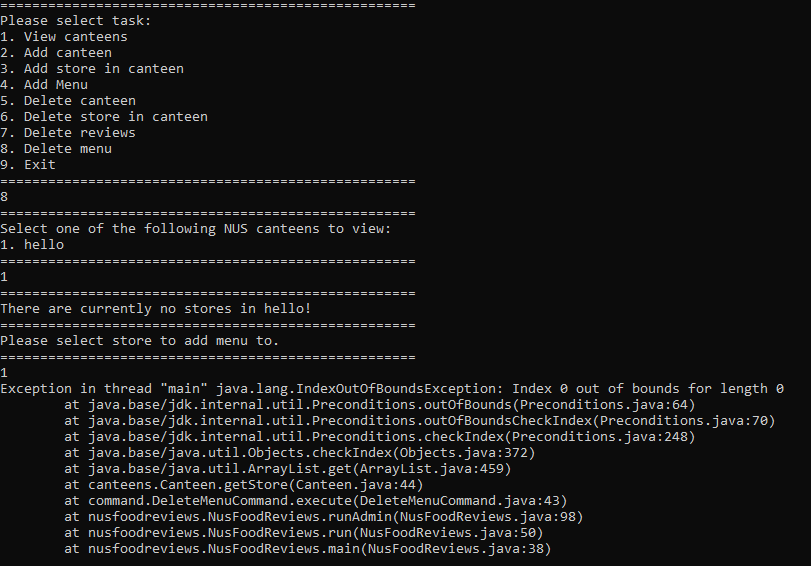 ====================================================
Please select task:
1. View canteens
2. Add canteen
3. Add store in canteen
4. Add Menu
5. Delete canteen
6. Delete store in canteen
7. Delete reviews
8. Delete menu
9. Exit
====================================================
8
====================================================
Select one of the following NUS canteens to view:
1. hello
====================================================
1
====================================================
There are currently no stores in hello!
====================================================
Please select store to add menu to.
====================================================
1
Exception in thread "main" java.lang.IndexOutOfBoundsException: Index 0 out of bounds for length 0
        at java.base/jdk.internal.util.Preconditions.outOfBounds(Preconditions.java:64)
        at java.base/jdk.internal.util.Preconditions.outOfBoundsCheckIndex(Preconditions.java:70)
        at java.base/jdk.internal.util.Preconditions.checkIndex(Preconditions.java:248)
        at java.base/java.util.Objects.checkIndex(Objects.java:372)
        at java.base/java.util.ArrayList.get(ArrayList.java:459)
        at canteens.Canteen.getStore(Canteen.java:44)
        at command.DeleteMenuCommand.execute(DeleteMenuCommand.java:43)
        at nusfoodreviews.NusFoodReviews.runAdmin(NusFoodReviews.java:98)
        at nusfoodreviews.NusFoodReviews.run(NusFoodReviews.java:50)
        at nusfoodreviews.NusFoodReviews.main(NusFoodReviews.java:38)